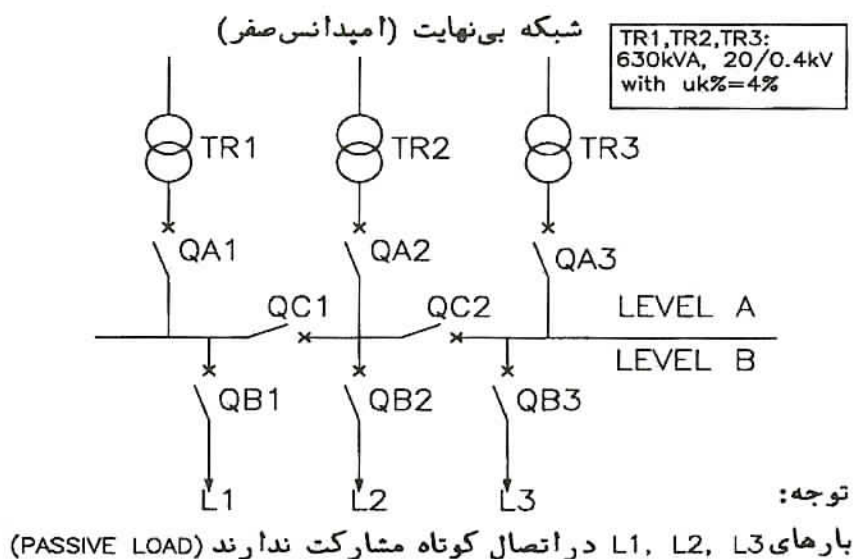 شبکه بی‌نهایت (امپدانس صفر)
TR1,TR2,TR3:
630kVA, 20/0.4kV
with uk%=4%
TR1
TR2
TR3
QA1
QA2
QA3
QC1
QC2
LEVEL A
LEVEL B
QB1
QB2
QB3
L1
L2
L3
توجه:
بارهای L1, L2, L3 در اتصال کوتاه مشارکت ندارند (PASSIVE LOAD)